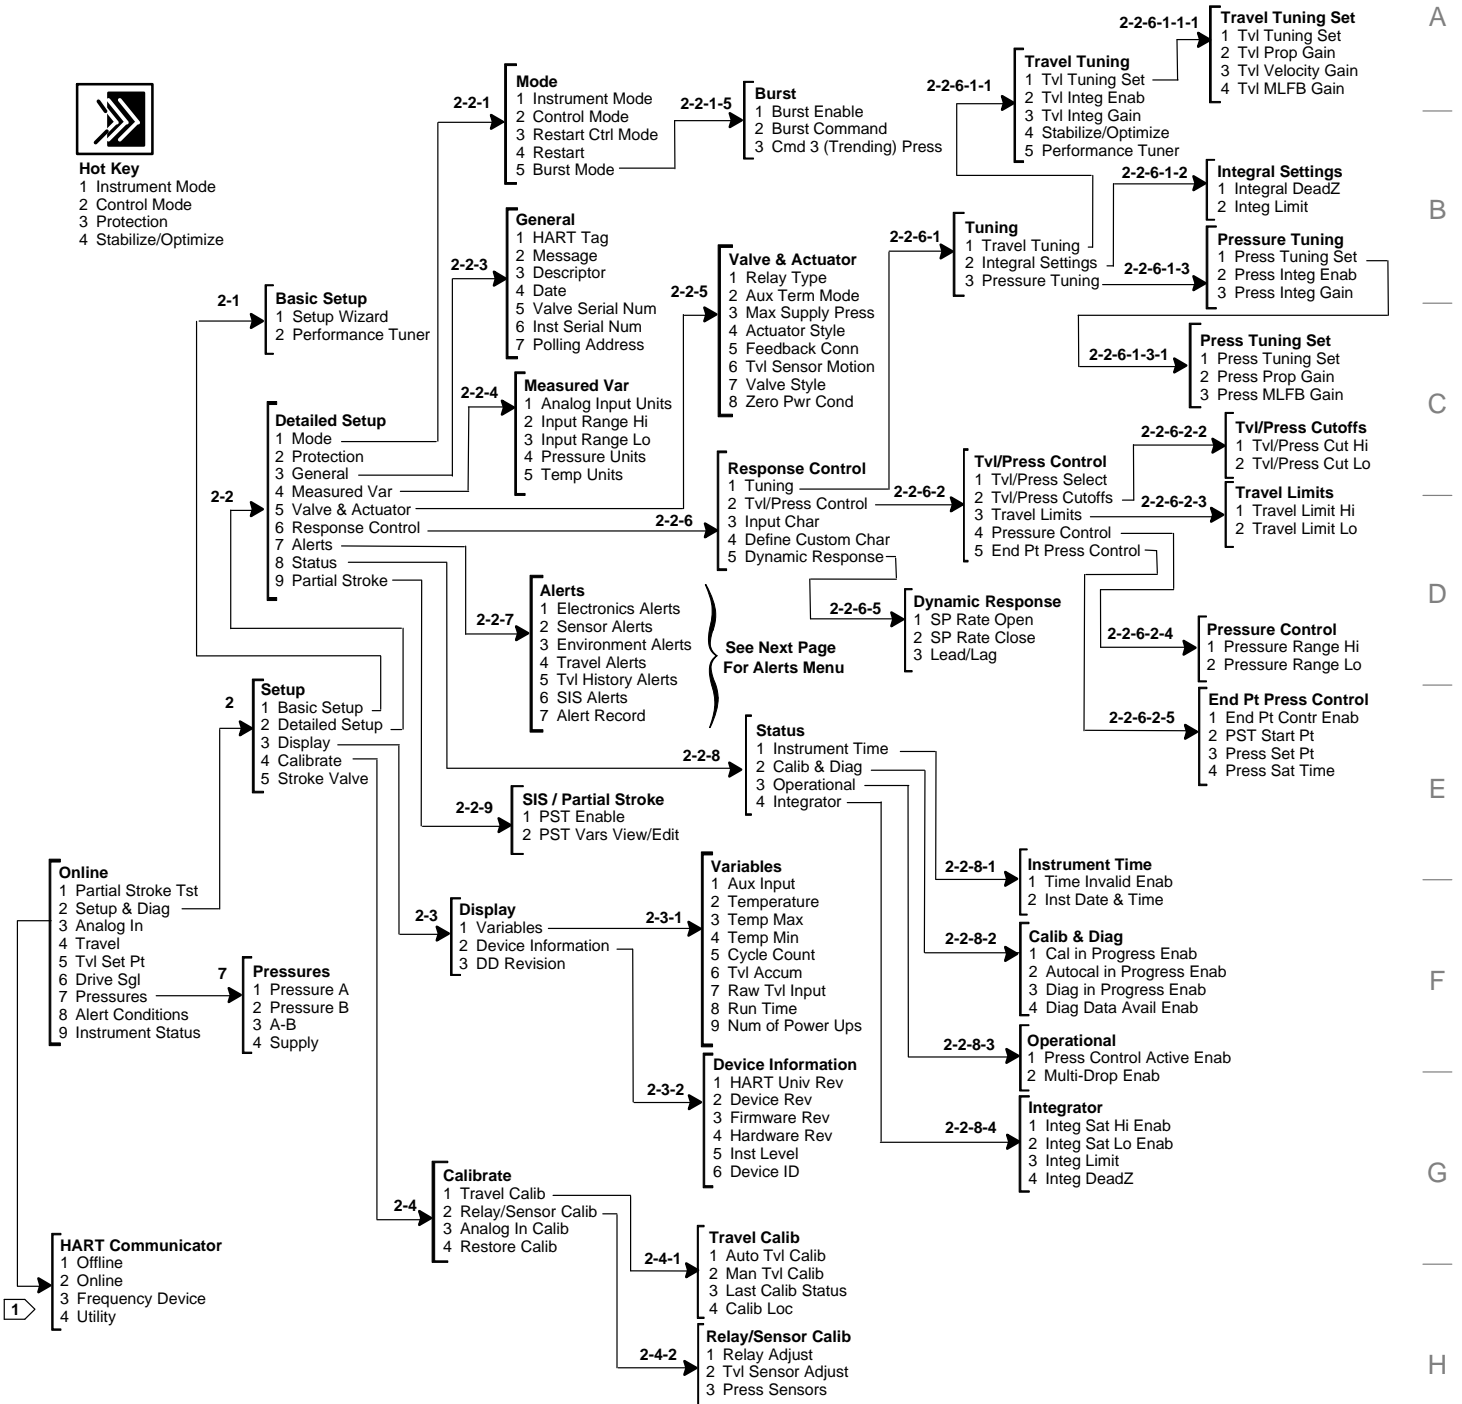 Hot Key
1 Instrument Mode
2 Control Mode
3 Protection
4 Stabilize/Optimize
2-1
Basic Setup
1 Setup Wizard
2 Performance Tuner
2-2
Detailed Setup
1 Mode
2 Protection
3 General
4 Measured Var
5 Valve & Actuator
6 Response Control
7 Alerts
8 Status
9 Partial Stroke
2
Setup
1 Basic Setup
2 Detailed Setup
3 Display
4 Calibrate
5 Stroke Valve
Online
1 Partial Stroke Tst
2 Setup & Diag
3 Analog In
4 Travel
5 Tvl Set Pt
6 Drive Sgl
7 Pressures
8 Alert Conditions
9 Instrument Status
7
Pressures
1 Pressure A
2 Pressure B
3 A-B
4 Supply
HART Communicator
1 Offline
2 Online
3 Frequency Device
4 Utility
1
2-2-1
Mode
1 Instrument Mode
2 Control Mode
3 Restart Ctrl Mode
4 Restart
5 Burst Mode
2-2-1-5
Burst
1 Burst Enable
2 Burst Command
3 Cmd 3 (Trending) Press
2-2-3
General
1 HART Tag
2 Message
3 Descriptor
4 Date
5 Valve Serial Num
6 Inst Serial Num
7 Polling Address
2-2-4
Measured Var
1 Analog Input Units
2 Input Range Hi
3 Input Range Lo
4 Pressure Units
5 Temp Units
2-2-5
Valve & Actuator
1 Relay Type
2 Aux Term Mode
3 Max Supply Press
4 Actuator Style
5 Feedback Conn
6 Tvl Sensor Motion
7 Valve Style
8 Zero Pwr Cond
2-2-6
Response Control
1 Tuning
2 Tvl/Press Control
3 Input Char
4 Define Custom Char
5 Dynamic Response
2-2-7
Alerts
1 Electronics Alerts
2 Sensor Alerts
3 Environment Alerts
4 Travel Alerts
5 Tvl History Alerts
6 SIS Alerts
7 Alert Record
See Next Page
For Alerts Menu
2-2-8
Status
1 Instrument Time
2 Calib & Diag
3 Operational
4 Integrator
2-2-9
SIS / Partial Stroke
1 PST Enable
2 PST Vars View/Edit
2-3
Display
1 Variables
2 Device Information
3 DD Revision
2-3-1
Variables
1 Aux Input
2 Temperature
3 Temp Max
4 Temp Min
5 Cycle Count
6 Tvl Accum
7 Raw Tvl Input
8 Run Time
9 Num of Power Ups
2-3-2
Device Information
1 HART Univ Rev
2 Device Rev
3 Firmware Rev
4 Hardware Rev
5 Inst Level
6 Device ID
2-4
Calibrate
1 Travel Calib
2 Relay/Sensor Calib
3 Analog In Calib
4 Restore Calib
2-4-1
Travel Calib
1 Auto Tvl Calib
2 Man Tvl Calib
3 Last Calib Status
4 Calib Loc
2-4-2
Relay/Sensor Calib
1 Relay Adjust
2 Tvl Sensor Adjust
3 Press Sensors
2-2-6-1
Tuning
1 Travel Tuning
2 Integral Settings
3 Pressure Tuning
2-2-6-1-1
Travel Tuning
1 Tvl Tuning Set
2 Tvl Integ Enab
3 Tvl Integ Gain
4 Stabilize/Optimize
5 Performance Tuner
2-2-6-1-1-1
Travel Tuning Set
1 Tvl Tuning Set
2 Tvl Prop Gain
3 Tvl Velocity Gain
4 Tvl MLFB Gain
2-2-6-1-2
Integral Settings
1 Integral DeadZ
2 Integ Limit
2-2-6-1-3
Pressure Tuning
1 Press Tuning Set
2 Press Integ Enab
3 Press Integ Gain
2-2-6-1-3-1
Press Tuning Set
1 Press Tuning Set
2 Press Prop Gain
3 Press MLFB Gain
2-2-6-2
Tvl/Press Control
1 Tvl/Press Select
2 Tvl/Press Cutoffs
3 Travel Limits
4 Pressure Control
5 End Pt Press Control
2-2-6-2-2
Tvl/Press Cutoffs
1 Tvl/Press Cut Hi
2 Tvl/Press Cut Lo
2-2-6-2-3
Travel Limits
1 Travel Limit Hi
2 Travel Limit Lo
2-2-6-5
Dynamic Response
1 SP Rate Open
2 SP Rate Close
3 Lead/Lag
2-2-6-2-4
Pressure Control
1 Pressure Range Hi
2 Pressure Range Lo
2-2-6-2-5
End Pt Press Control
1 End Pt Contr Enab
2 PST Start Pt
3 Press Set Pt
4 Press Sat Time
2-2-8-1
Instrument Time
1 Time Invalid Enab
2 Inst Date & Time
2-2-8-2
Calib & Diag
1 Cal in Progress Enab
2 Autocal in Progress Enab
3 Diag in Progress Enab
4 Diag Data Avail Enab
2-2-8-3
Operational
1 Press Control Active Enab
2 Multi-Drop Enab
2-2-8-4
Integrator
1 Integ Sat Hi Enab
2 Integ Sat Lo Enab
3 Integ Limit
4 Integ DeadZ
A
B
C
D
E
F
G
H